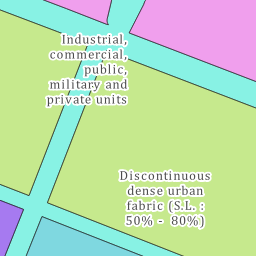 Industrial,
commercial,
public,
military and
private units
Discontinuous
dense urban
fabric (S.L. :
50% - 80%)